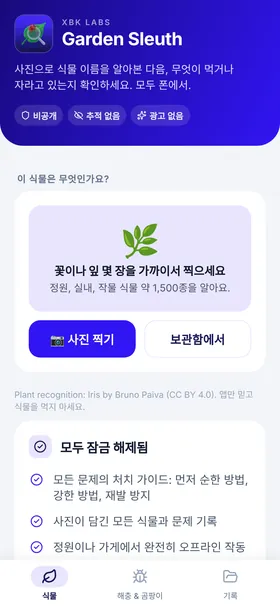 XBK LABS
Garden Sleuth
사진으로 식물 이름을 알아본 다음, 무엇이 먹거나
자라고 있는지 확인하세요. 모두 폰에서.
비공개
추적 없음
광고 없음
이 식물은 무엇인가요?
꽃이나 잎 몇 장을 가까이서 찍으세요
정원, 실내, 작물 식물 약 1,500종을 알아요.
사진 찍기
보관함에서
Plant recognition: Iris by Bruno Paiva (CC BY 4.0). 앱만 믿고
식물을 먹지 마세요.
모두 잠금 해제됨
모든 문제의 처치 가이드: 먼저 순한 방법,
강한 방법, 재발 방지
사진이 담긴 모든 식물과 문제 기록
정원이나 가게에서 완전히 오프라인 작동
식물
해충 & 곰팡이
기록